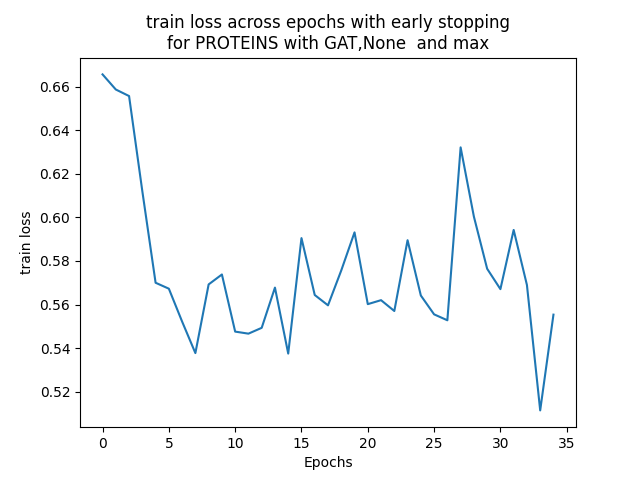 train loss across epochs with early stopping
for PROTEINS with GAT,None  and max
train loss
0.66
0.64
0.62
0.60
0.58
0.56
0.54
0.52
0 5 10 15 20 25 30 35
Epochs